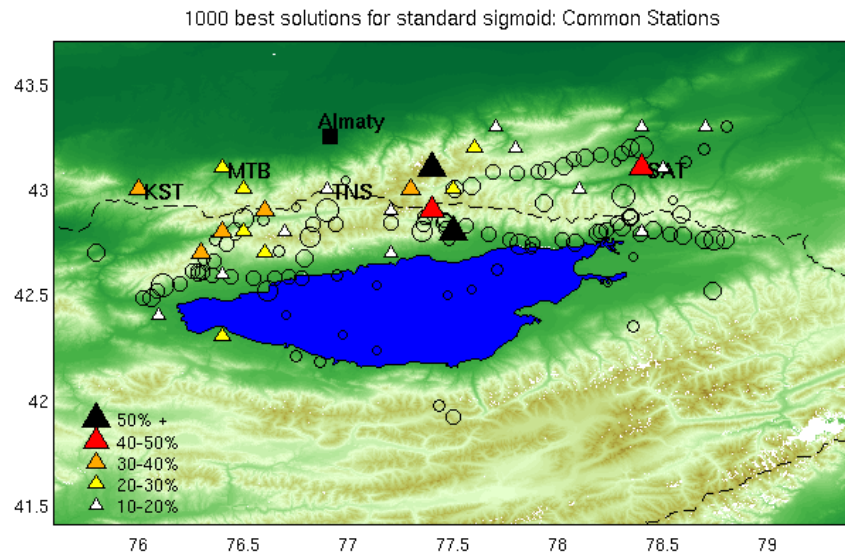 1000 best solutions for standard sigmoid: Common Stations
43.5
Almaty
MTB
KST
TNS
SAT
43
42.5
42
50% +
40-50%
30-40%
20-30%
10-20%
41.5
76
76.5
77
77.5
78
78.5
79